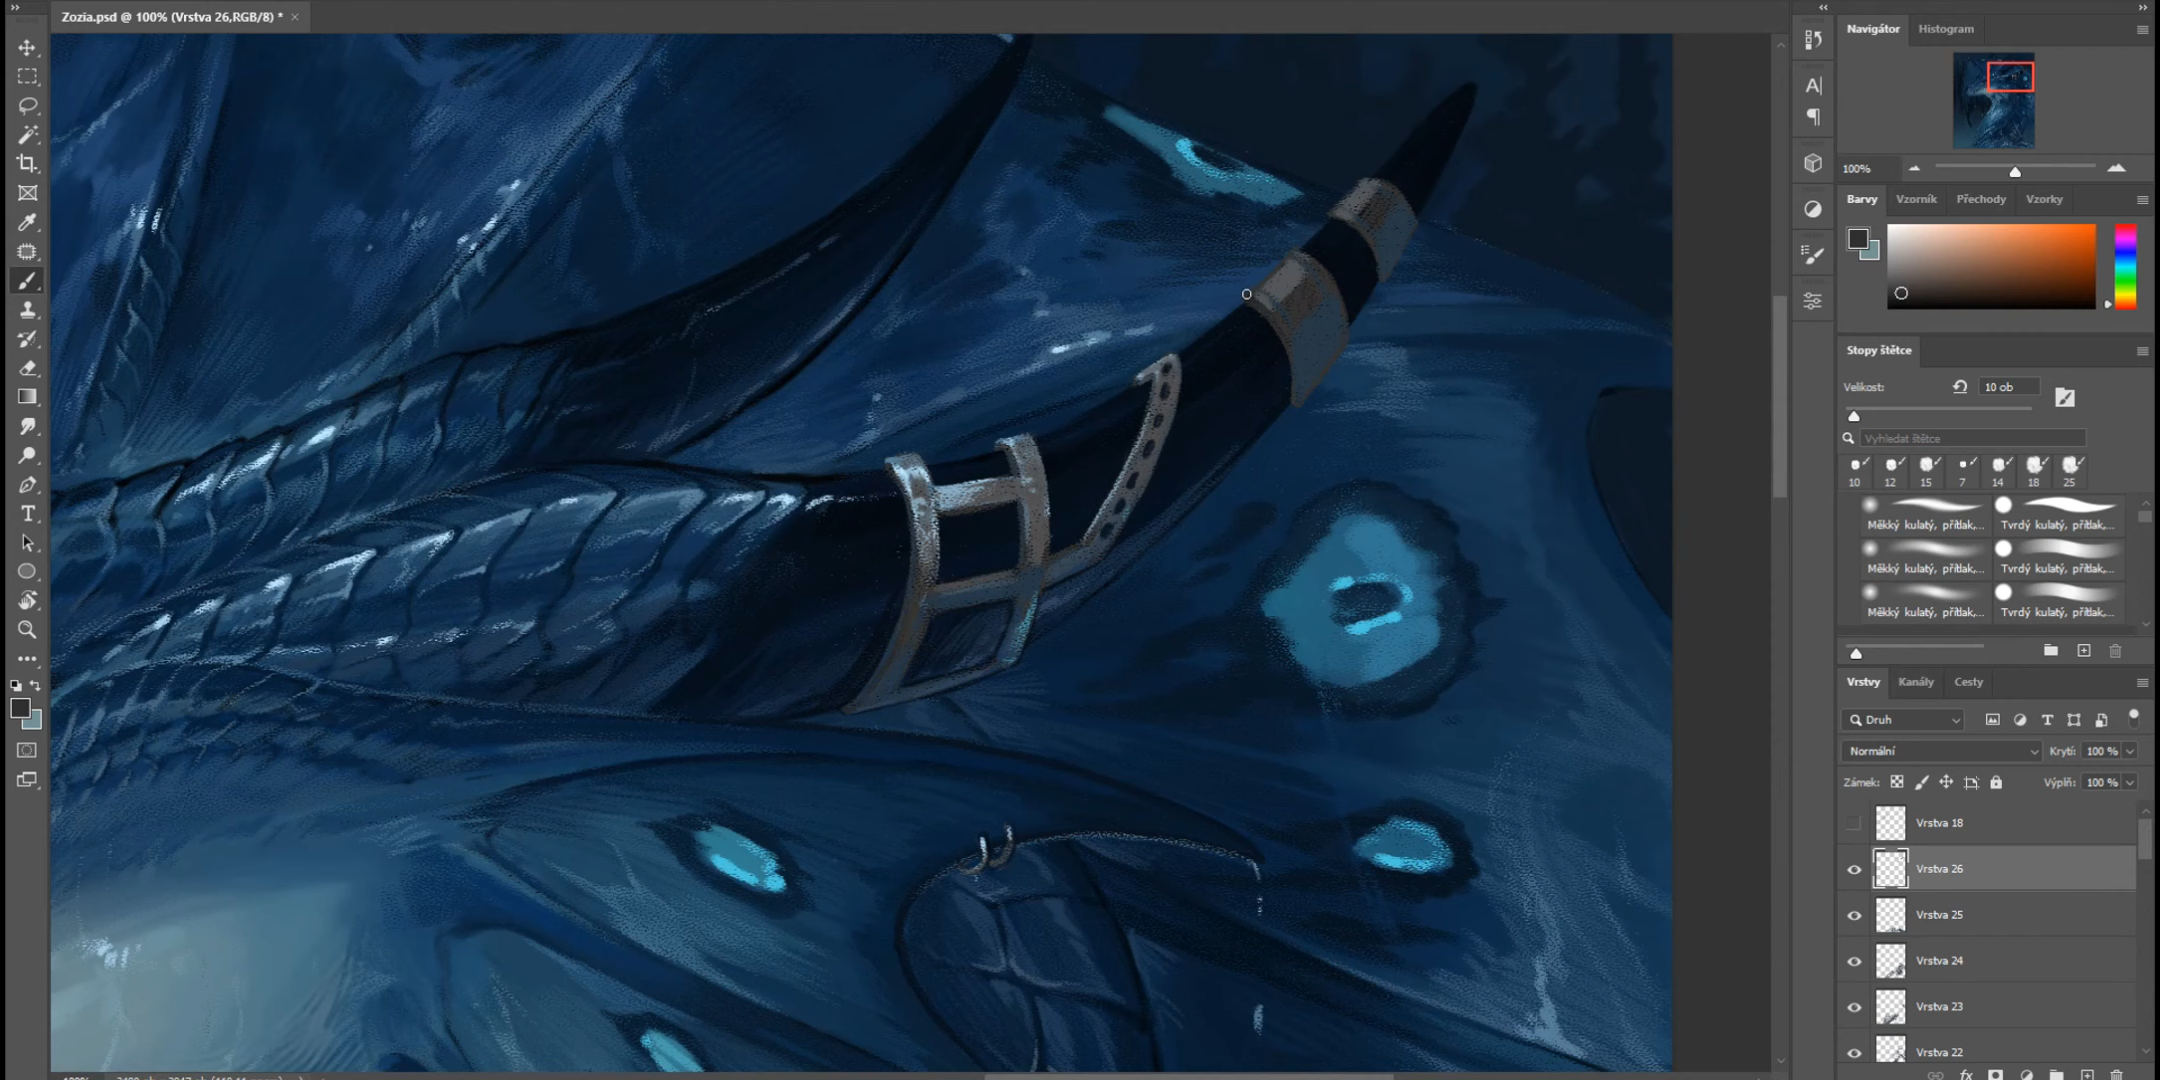 Zozia.psd @ 100% (Vrstva 26,RGB/8) * ×
Navigátor Histogram
100%
Barvy Vzorník Přechody Vzorky
Stopy štětce
Velikost: 10 ob
Vyhledat štětce
10 12 15 7 14 18 25
Měkký kulatý, přítlak,... Tvrdý kulatý, přítlak,...
Měkký kulatý, přítlak,... Tvrdý kulatý, přítlak,...
Měkký kulatý, přítlak,... Tvrdý kulatý, přítlak,...
Vrstvy Kanály Cesty
Druh
Normální Krytí: 100 %
Zámek: Výplň: 100 %
Vrstva 18
Vrstva 26
Vrstva 25
Vrstva 24
Vrstva 23
Vrstva 22
fx